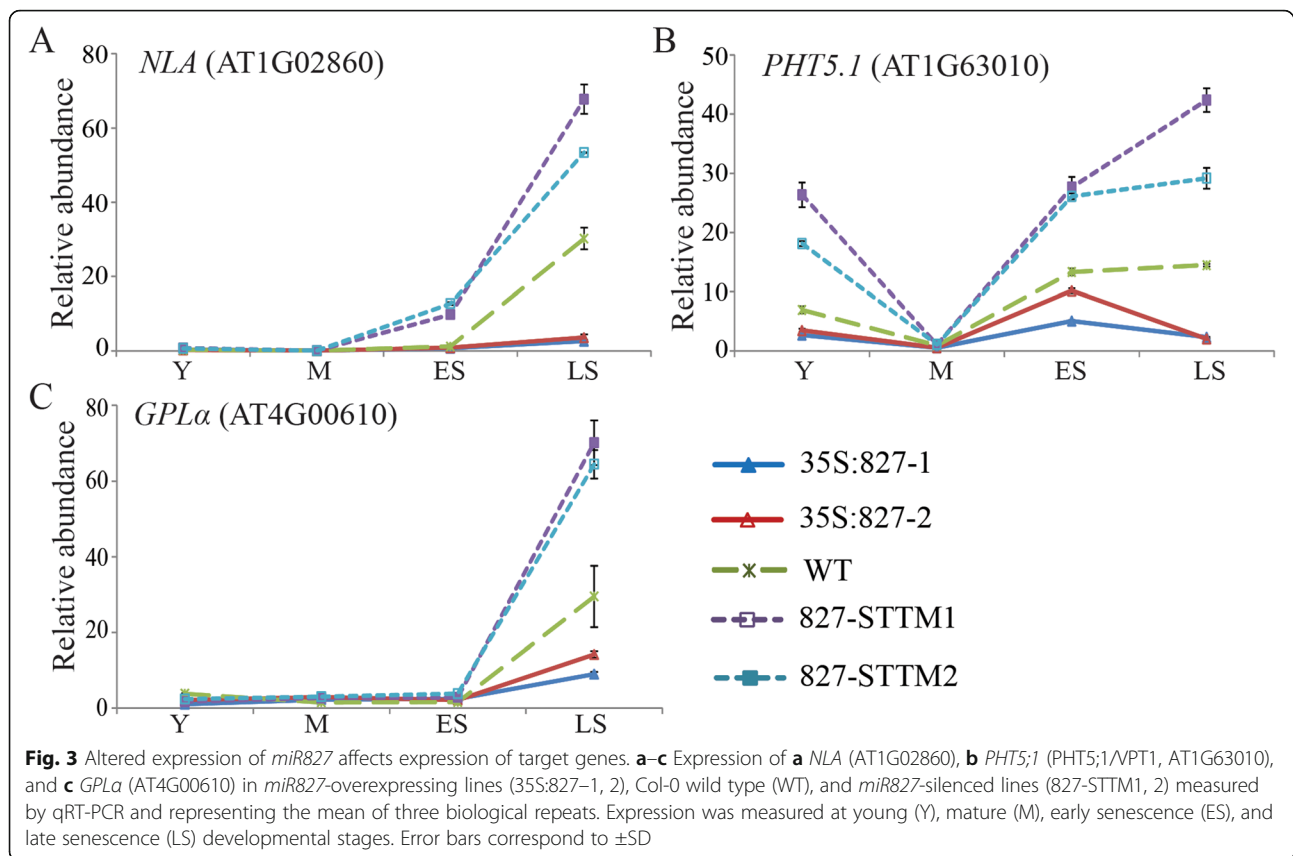 A
NLA (AT1G02860)
Relative abundance
80
60
40
20
0
Y M ES LS
B
PHT5.1 (AT1G63010)
Relative abundance
50
40
30
20
10
0
Y M ES LS
C
GPLα (AT4G00610)
Relative abundance
80
60
40
20
0
Y M ES LS
35S:827-1
35S:827-2
WT
827-STTM1
827-STTM2
Fig. 3 Altered expression of miR827 affects expression of target genes. a–c Expression of a NLA (AT1G02860), b PHT5;1 (PHT5;1/VPT1, AT1G63010),
and c GPLα (AT4G00610) in miR827-overexpressing lines (35S:827–1, 2), Col-0 wild type (WT), and miR827-silenced lines (827-STTM1, 2) measured
by qRT-PCR and representing the mean of three biological repeats. Expression was measured at young (Y), mature (M), early senescence (ES), and
late senescence (LS) developmental stages. Error bars correspond to ±SD